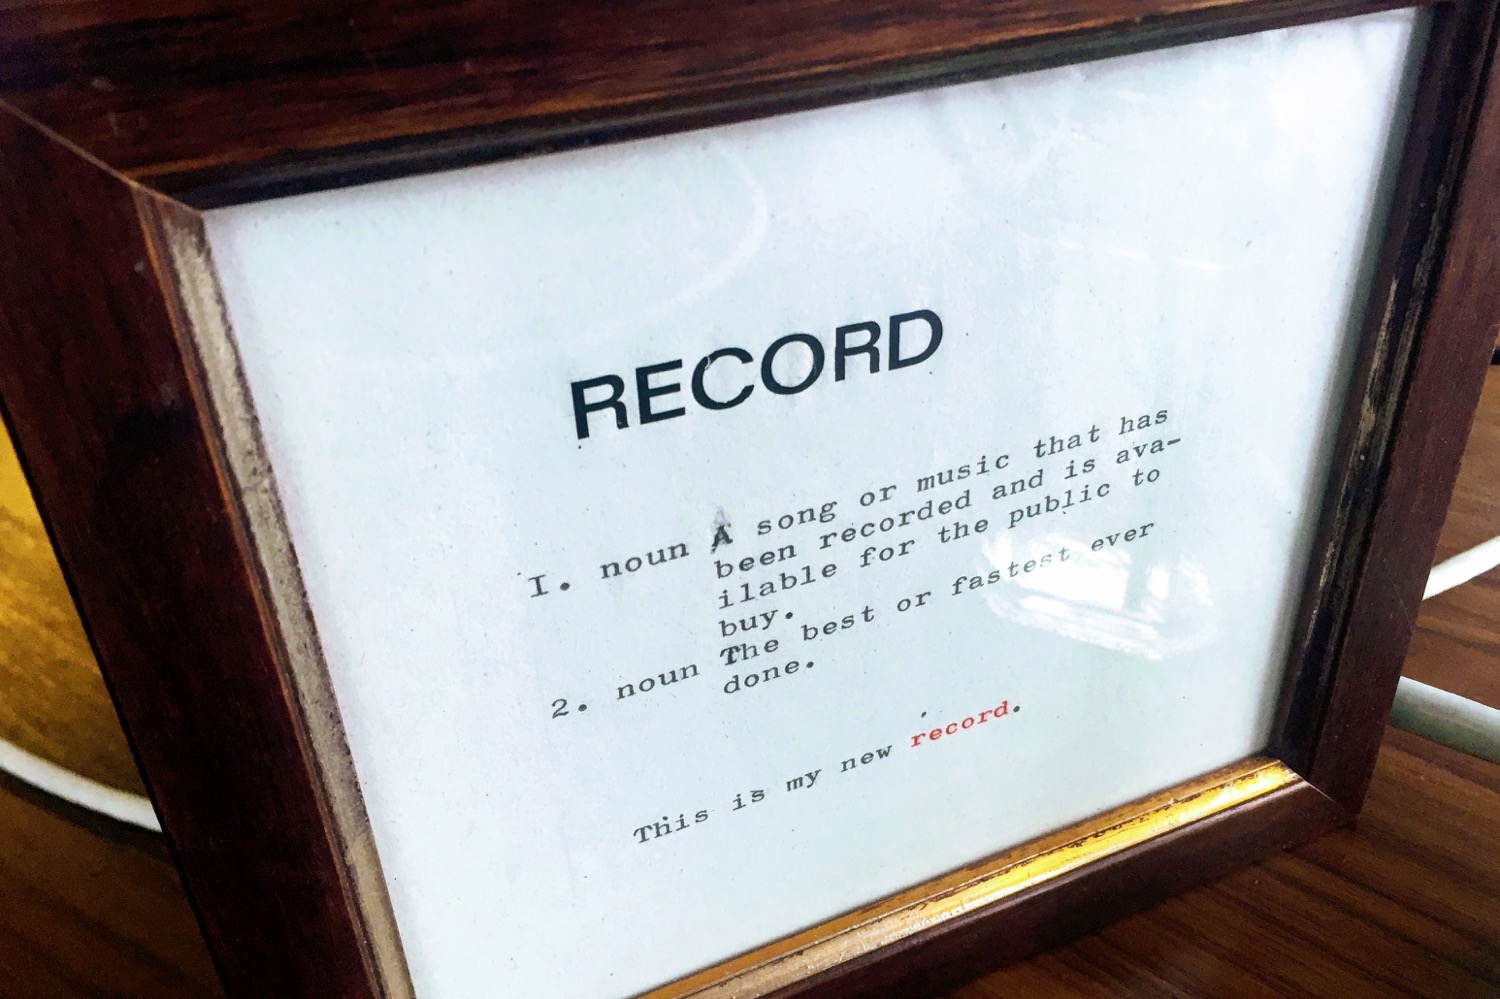 RECORD
I. noun A song or music that has
been recorded and is ava-
ilable for the public to
buy.
2. noun The best or fastest ever
done.
This is my new record.